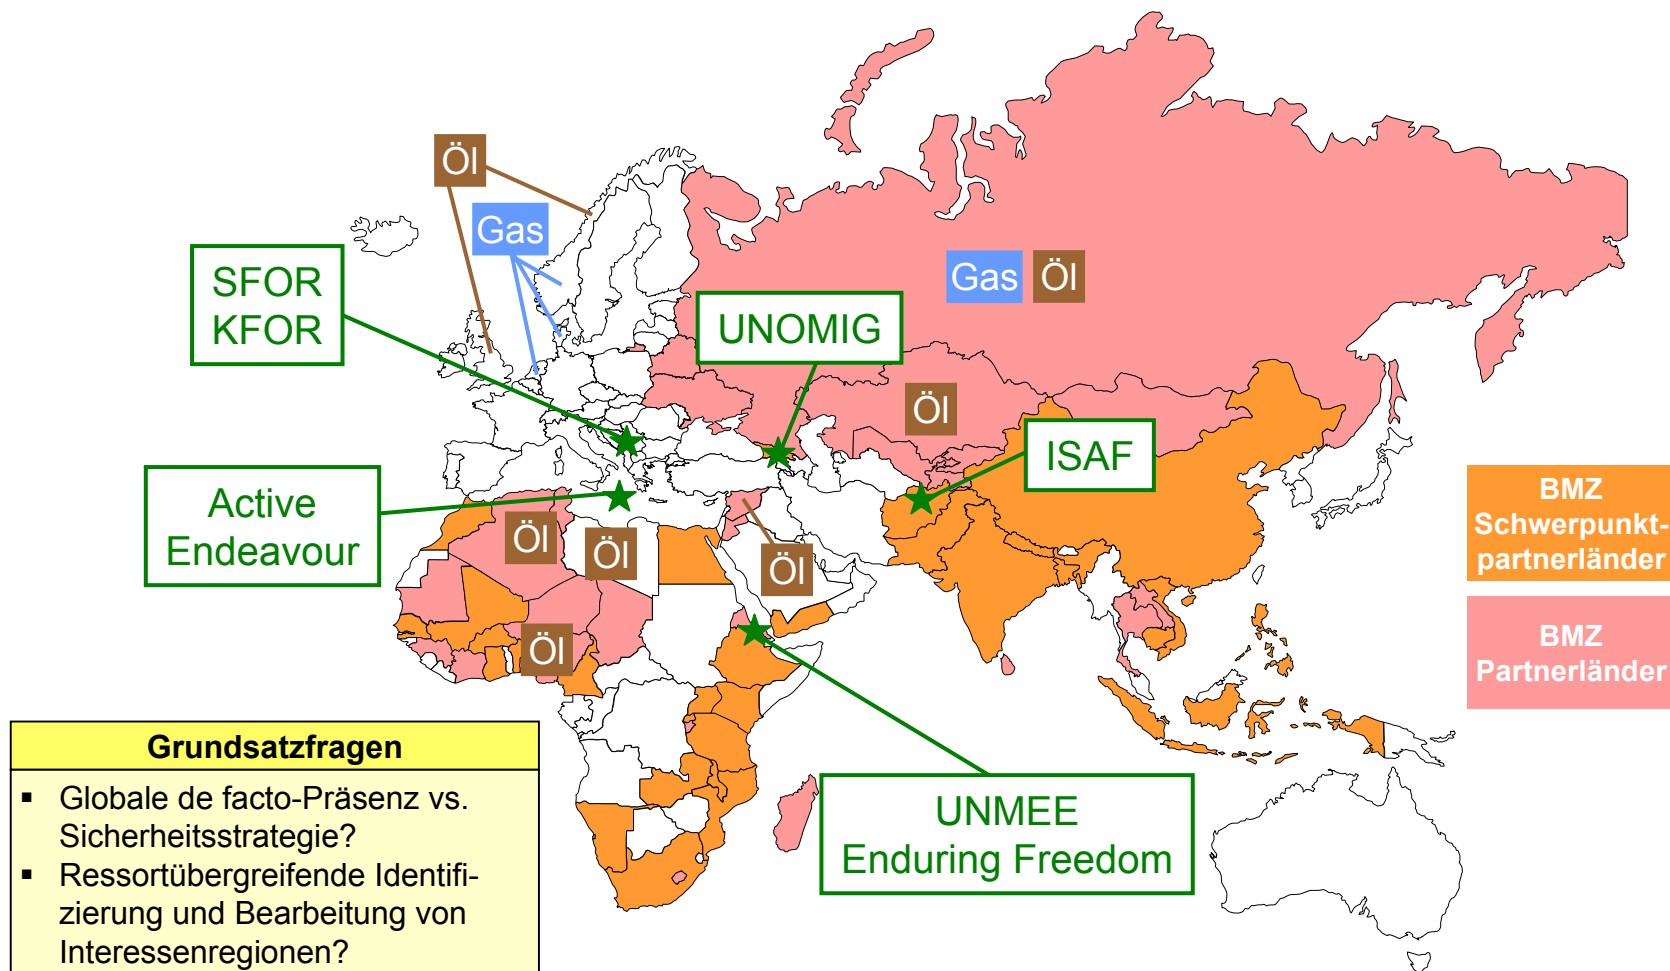 Öl
Gas
SFOR
KFOR
UNOMIG
Gas
Öl
Öl
ISAF
Active
Endeavour
Öl
Öl
Öl
Öl
BMZ
Schwerpunkt-
partnerländer
BMZ
Partnerländer
UNMEE
Enduring Freedom
Grundsatzfragen
▪ Globale de facto-Präsenz vs.
Sicherheitsstrategie?
▪ Ressortübergreifende Identifi-
zierung und Bearbeitung von
Interessenregionen?